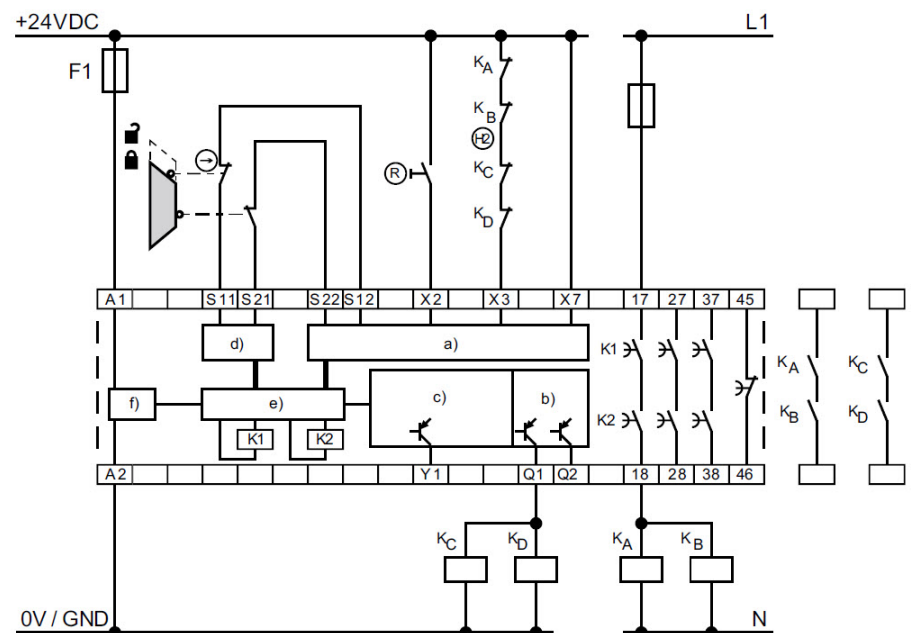 +24VDC L1
F1
KA
KB
H2
R
KC
KD
A1 S11 S21 S22 S12 X2 X3 X7 17 27 37 45
d) a) K1
KA KC
f) e) c) b)
K1 K2 K2 KB KD
A2 Y1 Q1 Q2 18 28 38 46
KC KD KA KB
0V / GND N